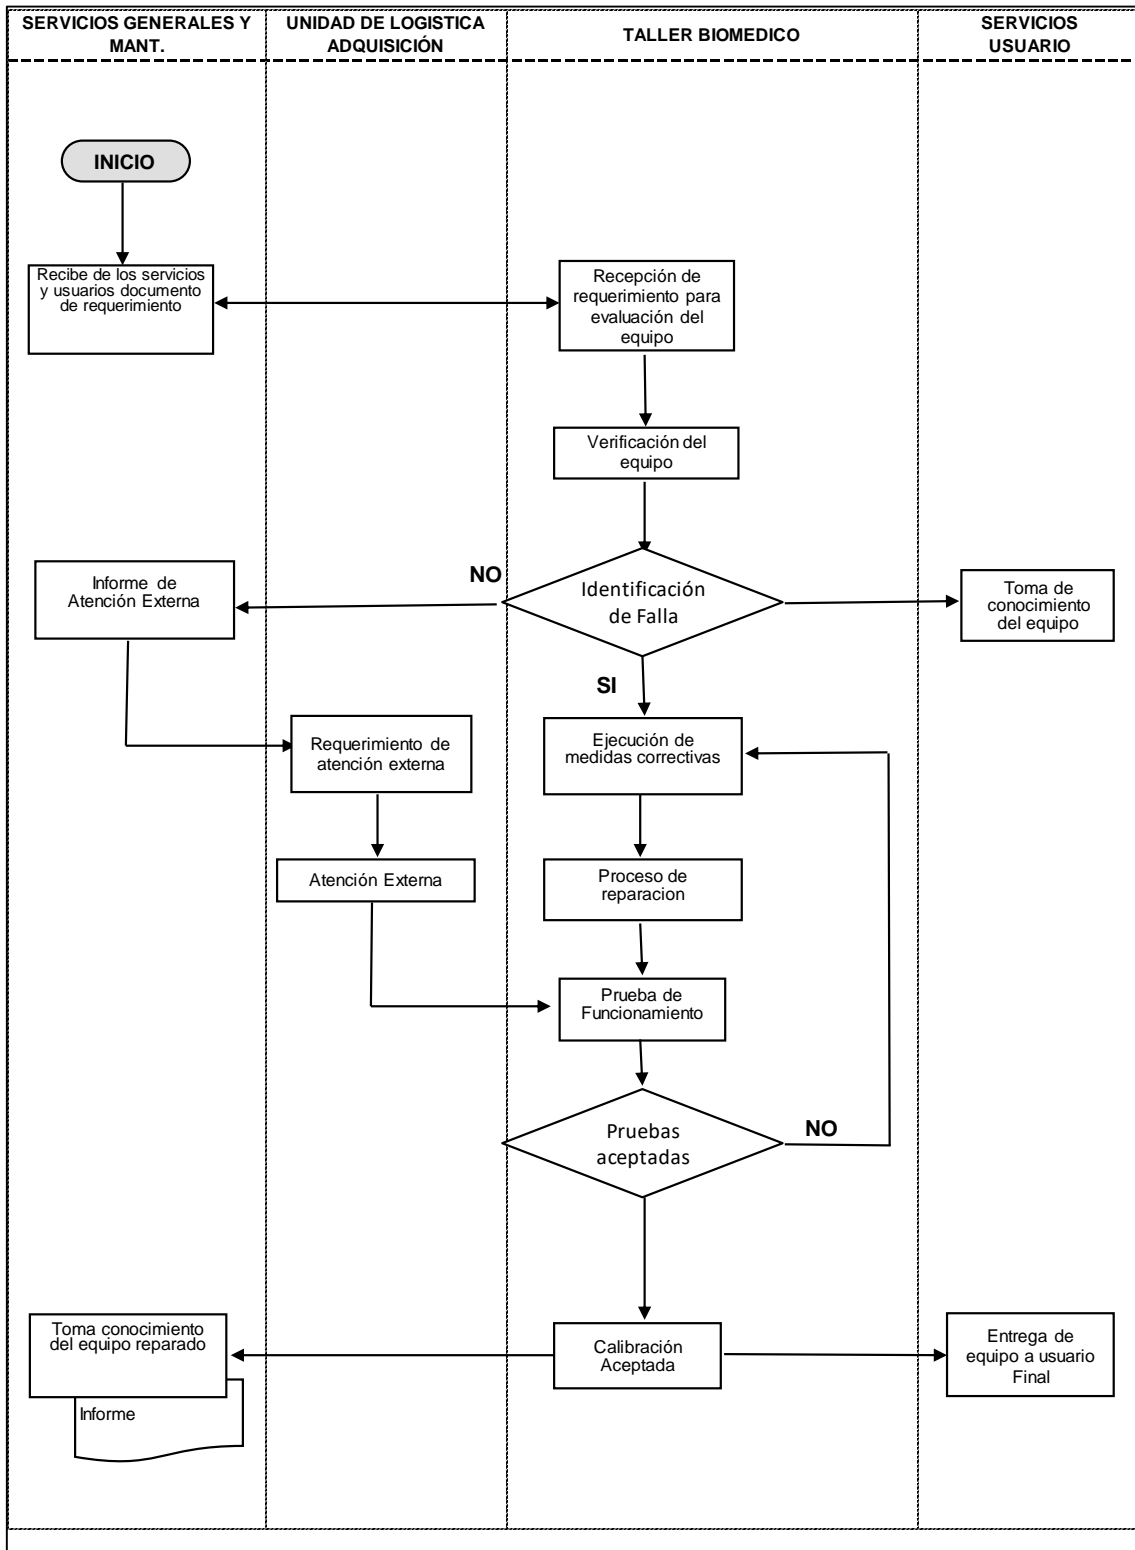 SERVICIOS GENERALES Y
MANT.
UNIDAD DE LOGISTICA
ADQUISICIÓN
TALLER BIOMEDICO
SERVICIOS
USUARIO
INICIO
Recibe de los servicios
y usuarios documento
de requerimiento
Recepción de
requerimiento para
evaluación del
equipo
Verificación del
equipo
Informe de
Atención Externa
NO
Identificación
de Falla
Toma de
conocimiento
del equipo
SI
Requerimiento de
atención externa
Ejecución de
medidas correctivas
Atención Externa
Proceso de
reparacion
Prueba de
Funcionamiento
Pruebas
aceptadas
NO
Toma conocimiento
del equipo reparado
Informe
Calibración
Aceptada
Entrega de
equipo a usuario
Final